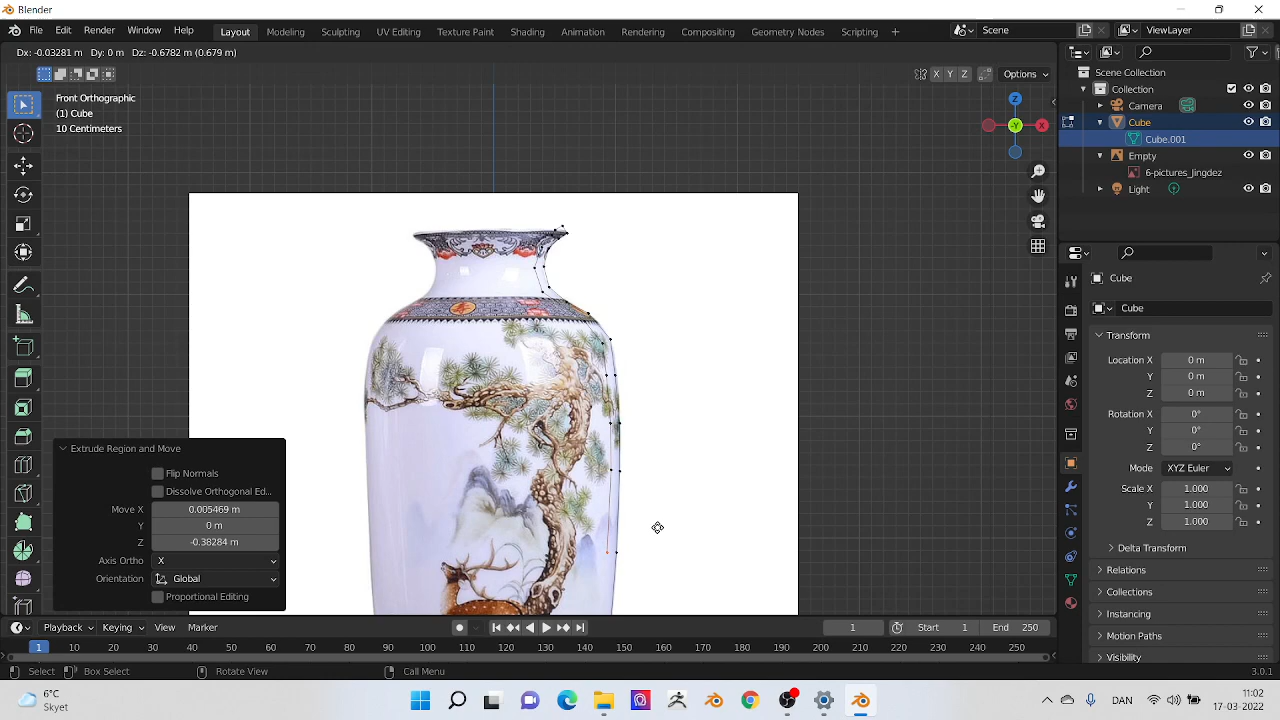 Blender
File Edit Render Window Help
Layout Modeling Sculpting UV Editing Texture Paint Shading Animation Rendering Compositing Geometry Nodes Scripting +
Scene
ViewLayer
Dx: -0.03281 m Dy: 0 m Dz: -0.6782 m (0.679 m)
X Y Z Options
Front Orthographic
(1) Cube
10 Centimeters
Z
-Y
X
Scene Collection
Collection
Camera
Cube
Cube.001
Empty
6-pictures_Jingdez
Light
Cube
Cube
Transform
Location X 0 m
Y 0 m
Z 0 m
Rotation X 0°
Y 0°
Z 0°
Mode XYZ Euler
Scale X 1.000
Y 1.000
Z 1.000
Delta Transform
Relations
Collections
Instancing
Motion Paths
Visibility
Extrude Region and Move
Flip Normals
Dissolve Orthogonal Ed...
Move X 0.005469 m
Y 0 m
Z -0.38284 m
Axis Ortho X
Orientation Global
Proportional Editing
Playback Keying View Marker
1
Start 1
End 250
1 10 20 30 40 50 60 70 80 90 100 110 120 130 140 150 160 170 180 190 200 210 220 230 240 250
Select Box Select Rotate View Call Menu
3.0.1
6°C
Skyet
DAN
11:02
17-03-2022